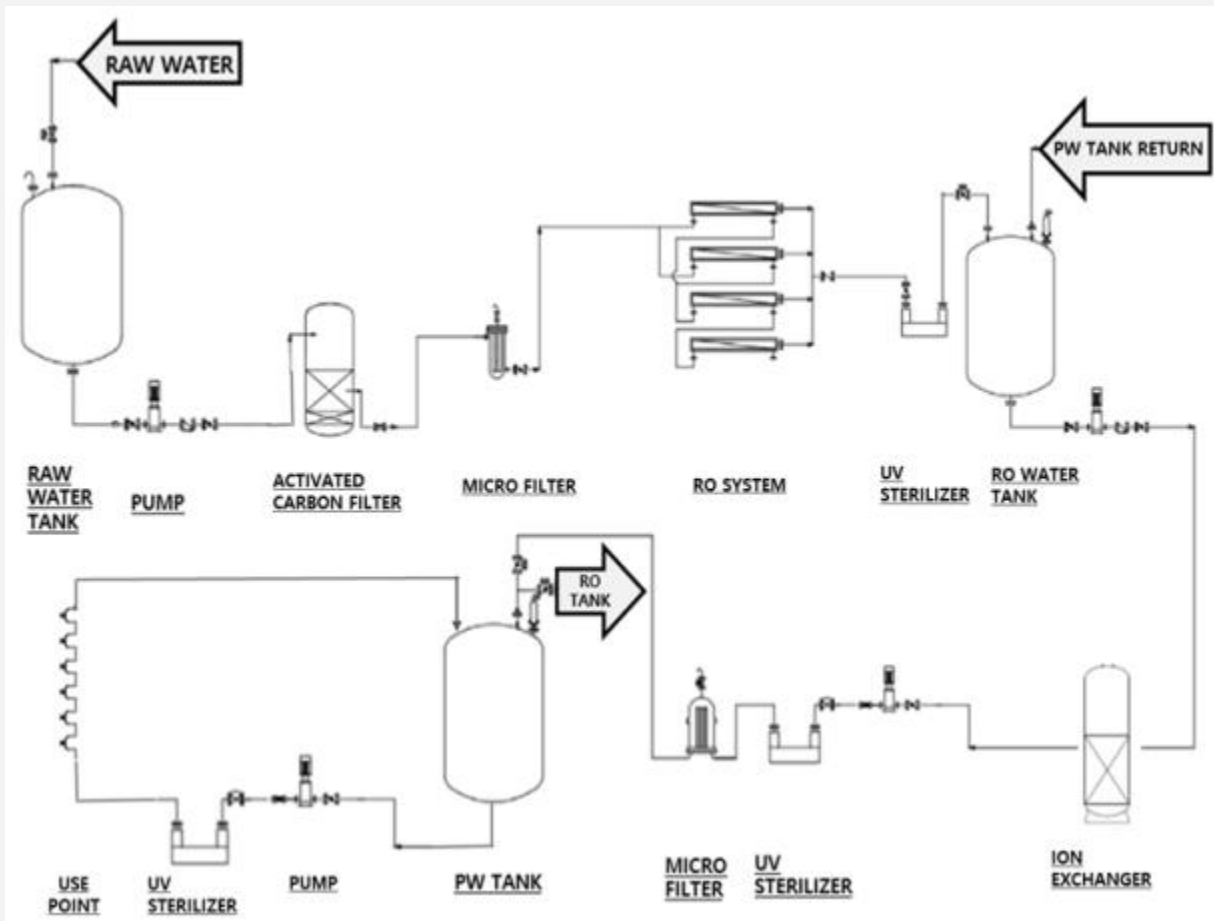 RAW WATER
PW TANK RETURN
RAW
WATER
TANK
PUMP
ACTIVATED
CARBON FILTER
MICRO FILTER
RO SYSTEM
UV
STERILIZER
RO WATER
TANK
RO
TANK
USE
POINT
UV
STERILIZER
PUMP
PW TANK
MICRO
FILTER
UV
STERILIZER
ION
EXCHANGER